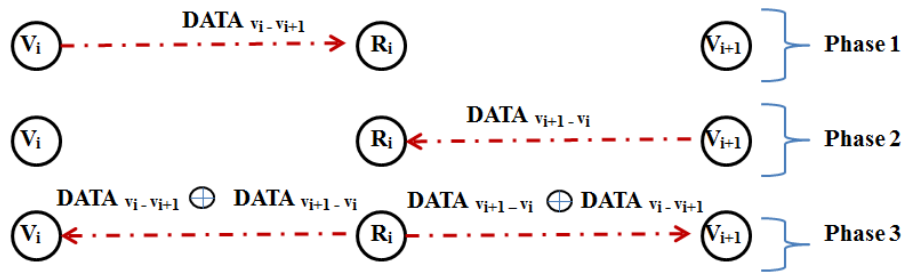 DATA vi - vi+1
Vi Ri Vi+1 Phase 1
DATA vi+1 - vi
Vi Ri Vi+1 Phase 2
DATA vi - vi+1 ⊕ DATA vi+1 - vi DATA vi+1 – vi ⊕ DATA vi - vi+1
Vi Ri Vi+1 Phase 3